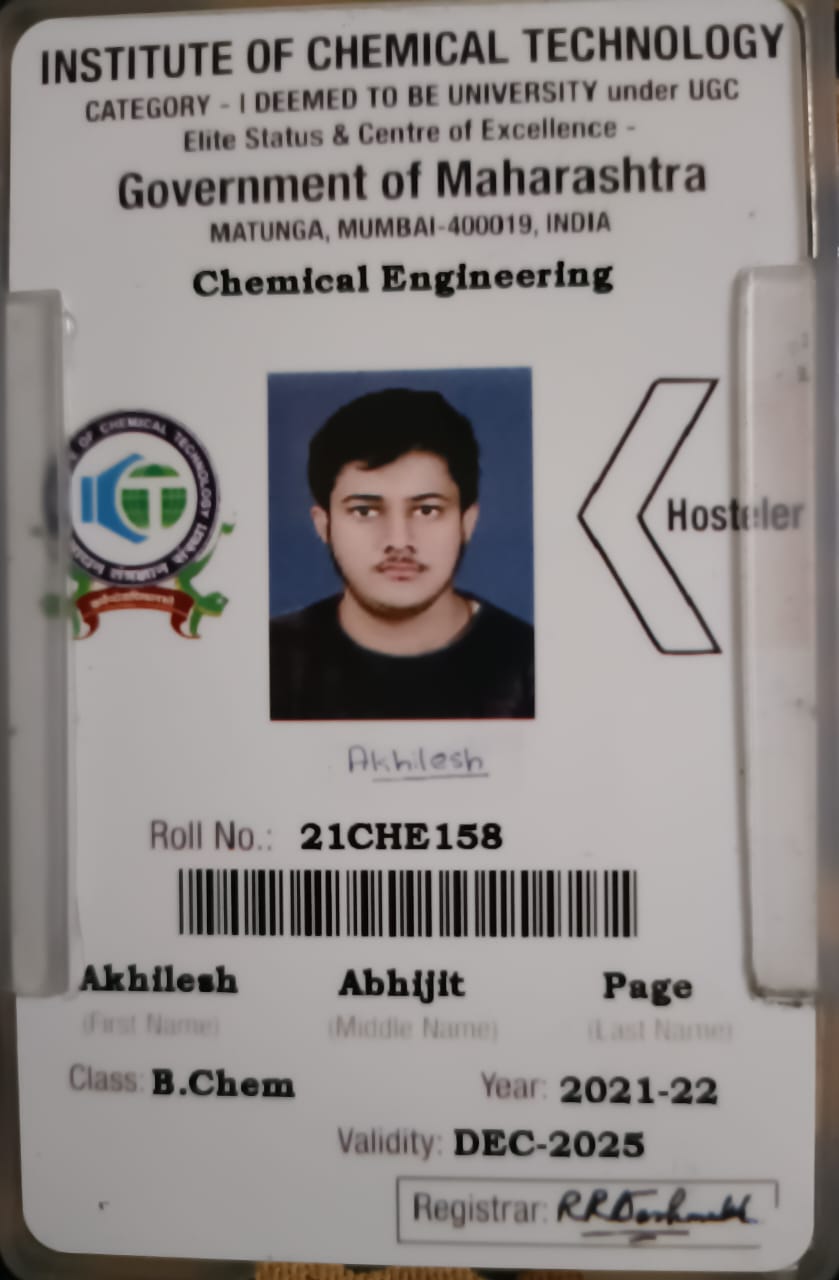 INSTITUTE OF CHEMICAL TECHNOLOGY
CATEGORY - I DEEMED TO BE UNIVERSITY under UGC
Elite Status & Centre of Excellence -
Government of Maharashtra
MATUNGA, MUMBAI-400019, INDIA
Chemical Engineering
OF CHEMICAL TECHNOLOGY
Hosteler
Akhilesh
Roll No.: 21CHE158
Akhilesh Abhijit Page
(First Name) (Middle Name) (Last Name)
Class: B.Chem Year: 2021-22
Validity: DEC-2025
Registrar: RRDeshmukh